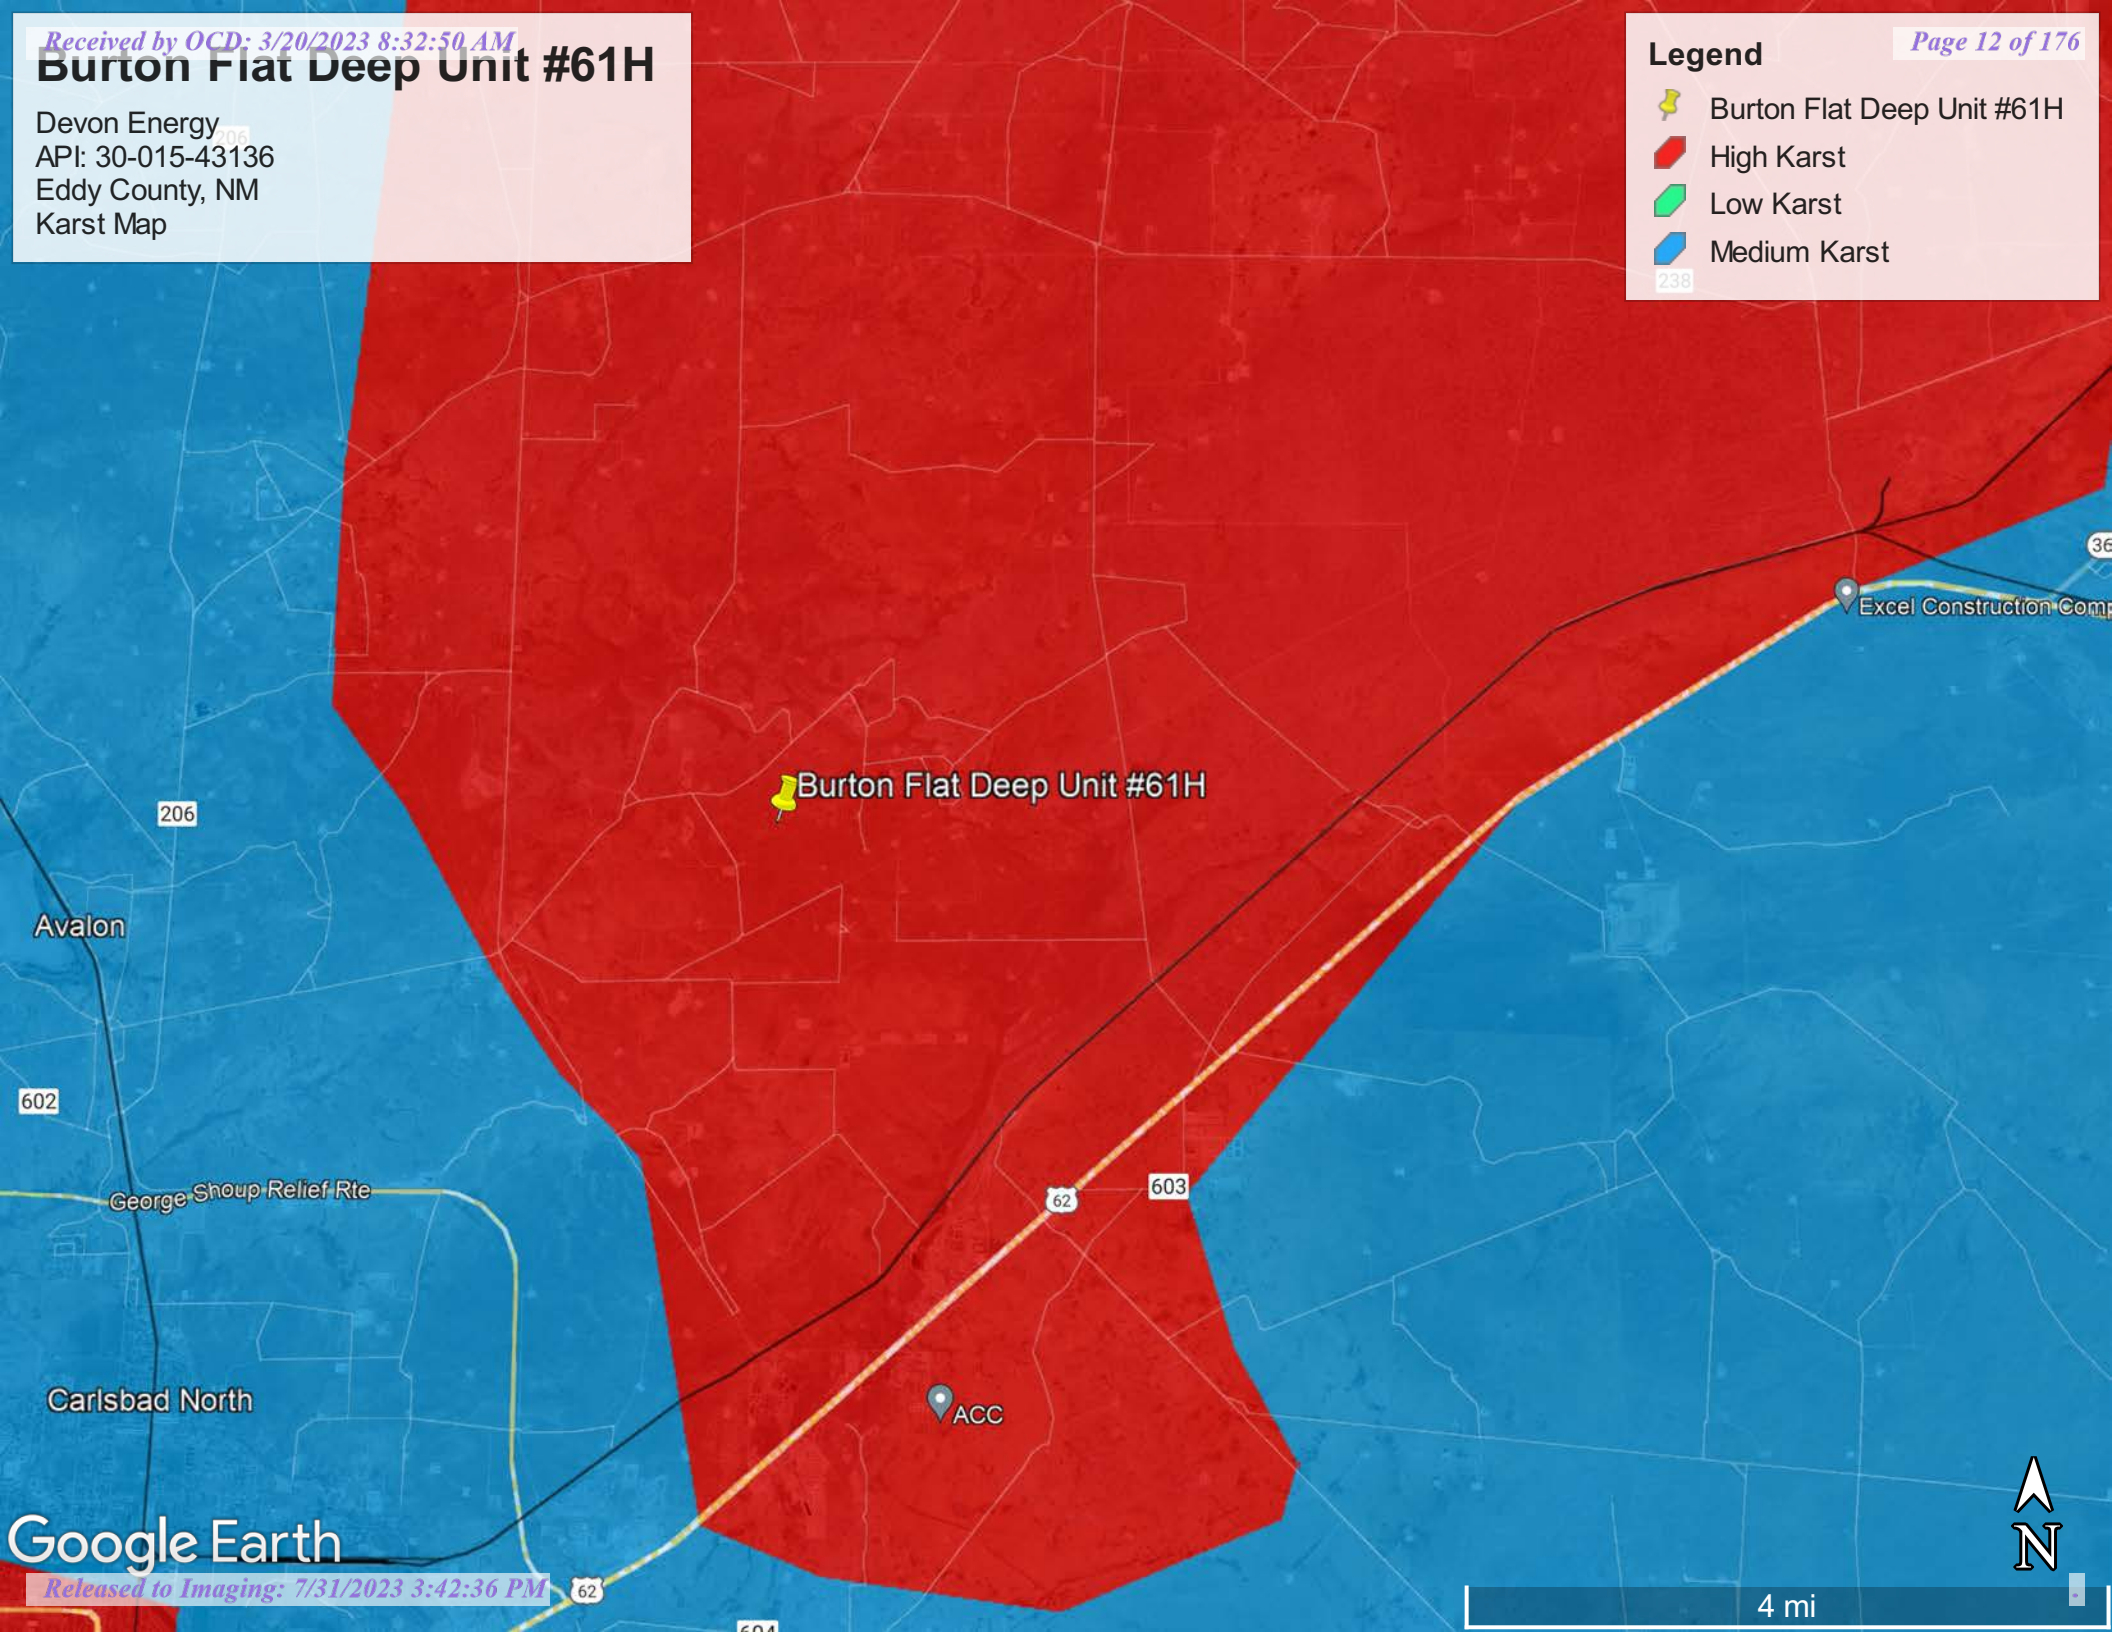 Received by OCD: 3/20/2023 8:32:50 AM
Page 12 of 176
Burton Flat Deep Unit #61H
Devon Energy
API: 30-015-43136
Eddy County, NM
Karst Map
206
Legend
Burton Flat Deep Unit #61H
High Karst
Low Karst
Medium Karst
238
36
Excel Construction Comp
Burton Flat Deep Unit #61H
206
Avalon
602
George Shoup Relief Rte
62
603
Carlsbad North
ACC
Google Earth
N
Released to Imaging: 7/31/2023 3:42:36 PM
62
4 mi
604